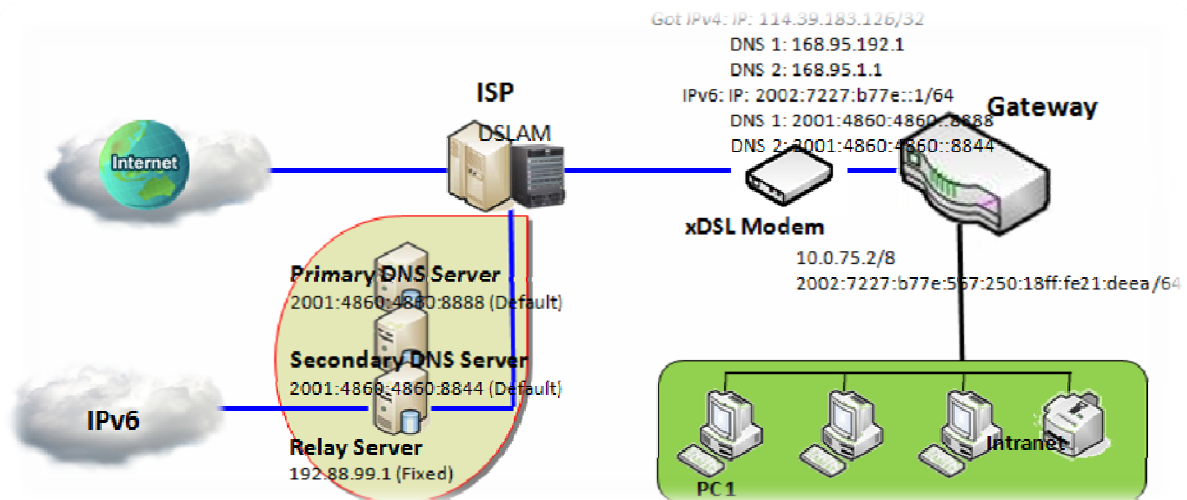 Got IPv4: IP: 114.39.183.126/32
DNS 1: 168.95.192.1
DNS 2: 168.95.1.1
IPv6: IP: 2002:7227:b77e::1/64
DNS 1: 2001:4860:4860::8888
DNS 2: 2001:4860:4860::8844
ISP
DSLAM
Gateway
Internet
xDSL Modem
10.0.75.2/8
2002:7227:b77e:567:250:18ff:fe21:deea/64
Primary DNS Server
2001:4860:4860:8888 (Default)
Secondary DNS Server
2001:4860:4860:8844 (Default)
IPv6
Relay Server
192.88.99.1 (Fixed)
Intranet
PC1